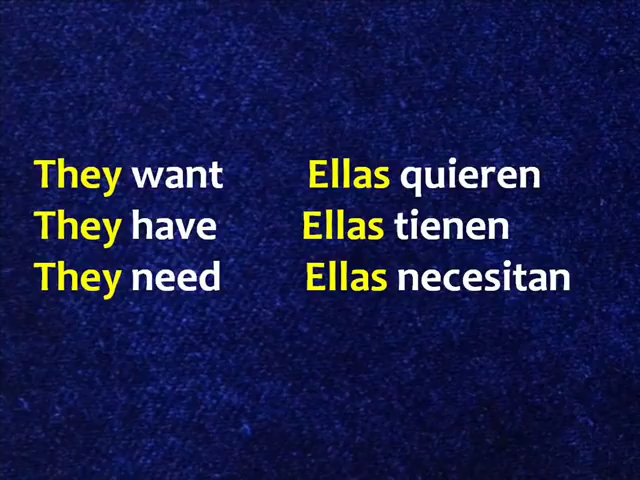 They want Ellas quieren
They have Ellas tienen
They need Ellas necesitan